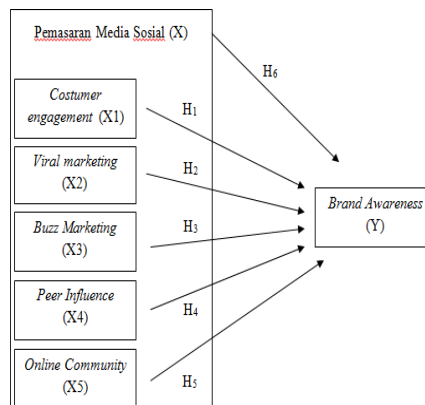 Pemasaran Media Sosial (X)
H6
Costumer
engagement (X1)
H1
Viral marketing
(X2)
H2
Buzz Marketing
(X3)
H3
Brand Awareness
(Y)
Peer Influence
(X4)
H4
Online Community
(X5)
H5